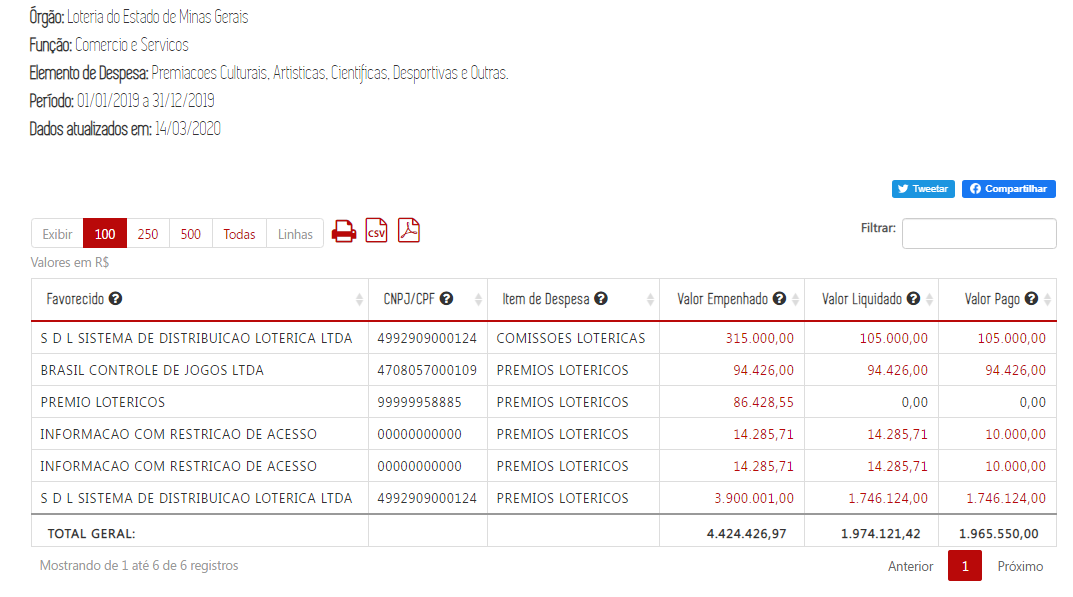 Órgão: Loteria do Estado de Minas Gerais
Função: Comercio e Servicos
Elemento de Despesa: Premiacoes Culturais, Artisticas, Cientificas, Desportivas e Outras.
Período: 01/01/2019 a 31/12/2019
Dados atualizados em: 14/03/2020
Tweetar Compartilhar
Exibir 100 250 500 Todas Linhas CSV Filtrar:
Valores em R$
Favorecido ? CNPJ/CPF ? Item de Despesa ? Valor Empenhado ? Valor Liquidado ? Valor Pago ?
S D L SISTEMA DE DISTRIBUICAO LOTERICA LTDA 4992909000124 COMISSOES LOTERICAS 315.000,00 105.000,00 105.000,00
BRASIL CONTROLE DE JOGOS LTDA 4708057000109 PREMIOS LOTERICOS 94.426,00 94.426,00 94.426,00
PREMIO LOTERICOS 99999958885 PREMIOS LOTERICOS 86.428,55 0,00 0,00
INFORMACAO COM RESTRICAO DE ACESSO 00000000000 PREMIOS LOTERICOS 14.285,71 14.285,71 10.000,00
INFORMACAO COM RESTRICAO DE ACESSO 00000000000 PREMIOS LOTERICOS 14.285,71 14.285,71 10.000,00
S D L SISTEMA DE DISTRIBUICAO LOTERICA LTDA 4992909000124 PREMIOS LOTERICOS 3.900.001,00 1.746.124,00 1.746.124,00
TOTAL GERAL: 4.424.426,97 1.974.121,42 1.965.550,00
Mostrando de 1 até 6 de 6 registros Anterior 1 Próximo